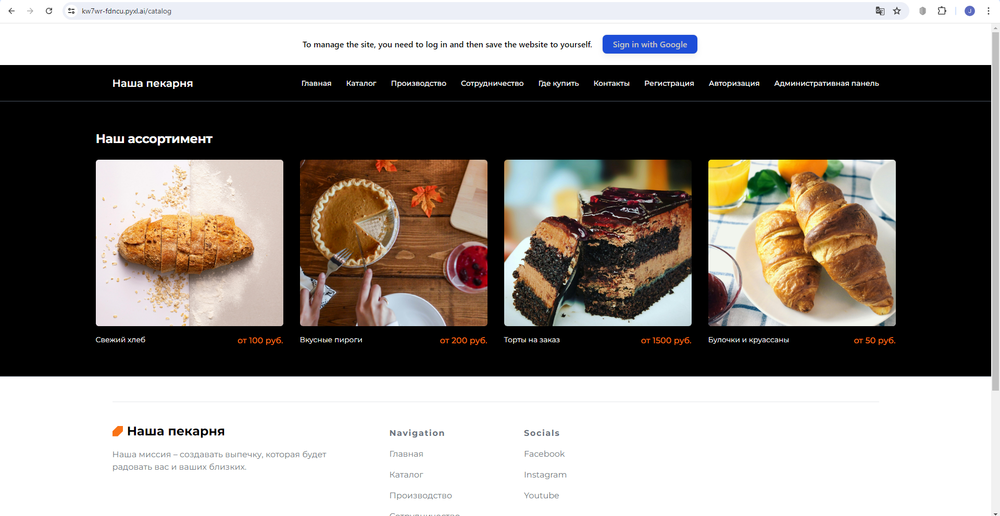 kw7wr-fdncu.pyxl.ai/catalog
J
To manage the site, you need to log in and then save the website to yourself.
Sign in with Google
Наша пекарня
Главная
Каталог
Производство
Сотрудничество
Где купить
Контакты
Регистрация
Авторизация
Административная панель
Наш ассортимент
Свежий хлеб
от 100 руб.
Вкусные пироги
от 200 руб.
Торты на заказ
от 1500 руб.
Булочки и круассаны
от 50 руб.
Наша пекарня
Наша миссия – создавать выпечку, которая будет
радовать вас и ваших близких.
Navigation
Главная
Каталог
Производство
Сотрудничество
Socials
Facebook
Instagram
Youtube